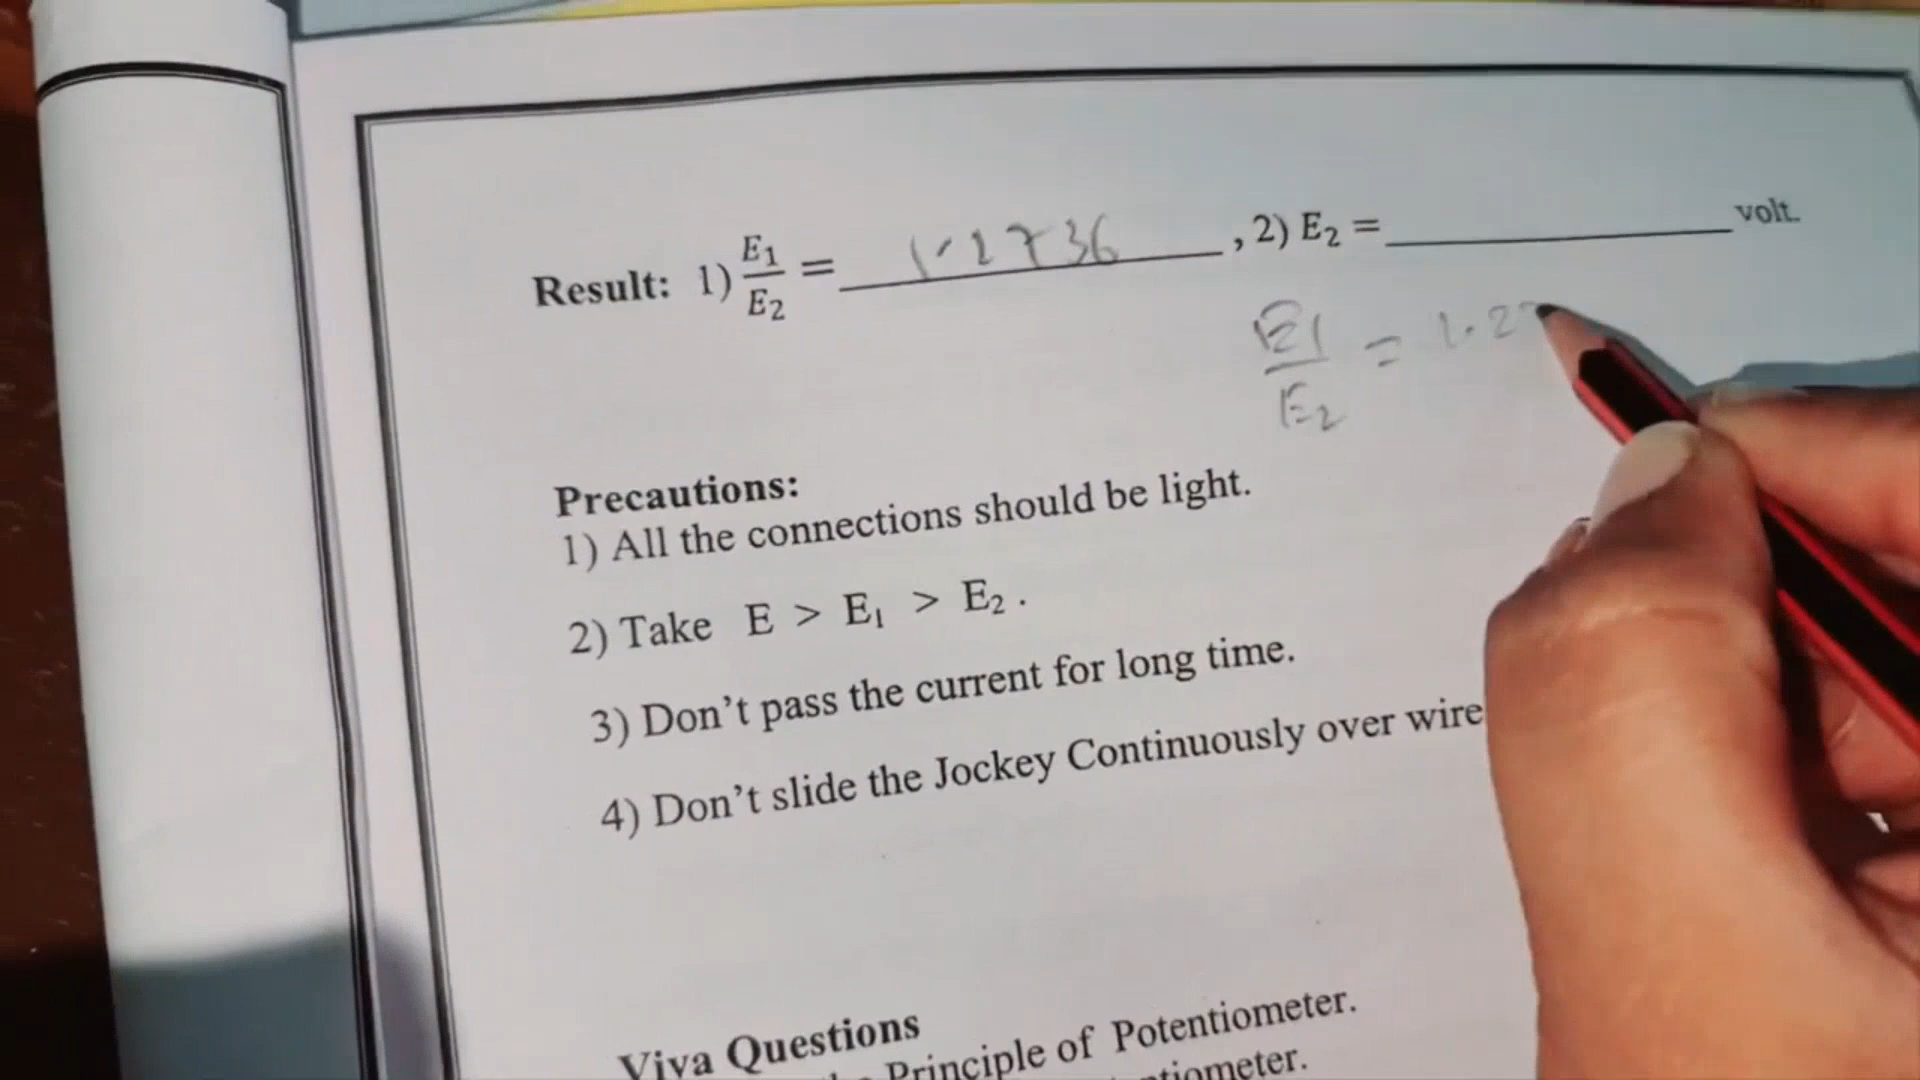 Result: 1) E1/E2 = 1.2736, 2) E2 = ________ volt.
E1/E2 = 1.27
Precautions:
1) All the connections should be light.
2) Take E > E1 > E2 .
3) Don't pass the current for long time.
4) Don't slide the Jockey Continuously over wire
Viva Questions
Principle of Potentiometer.